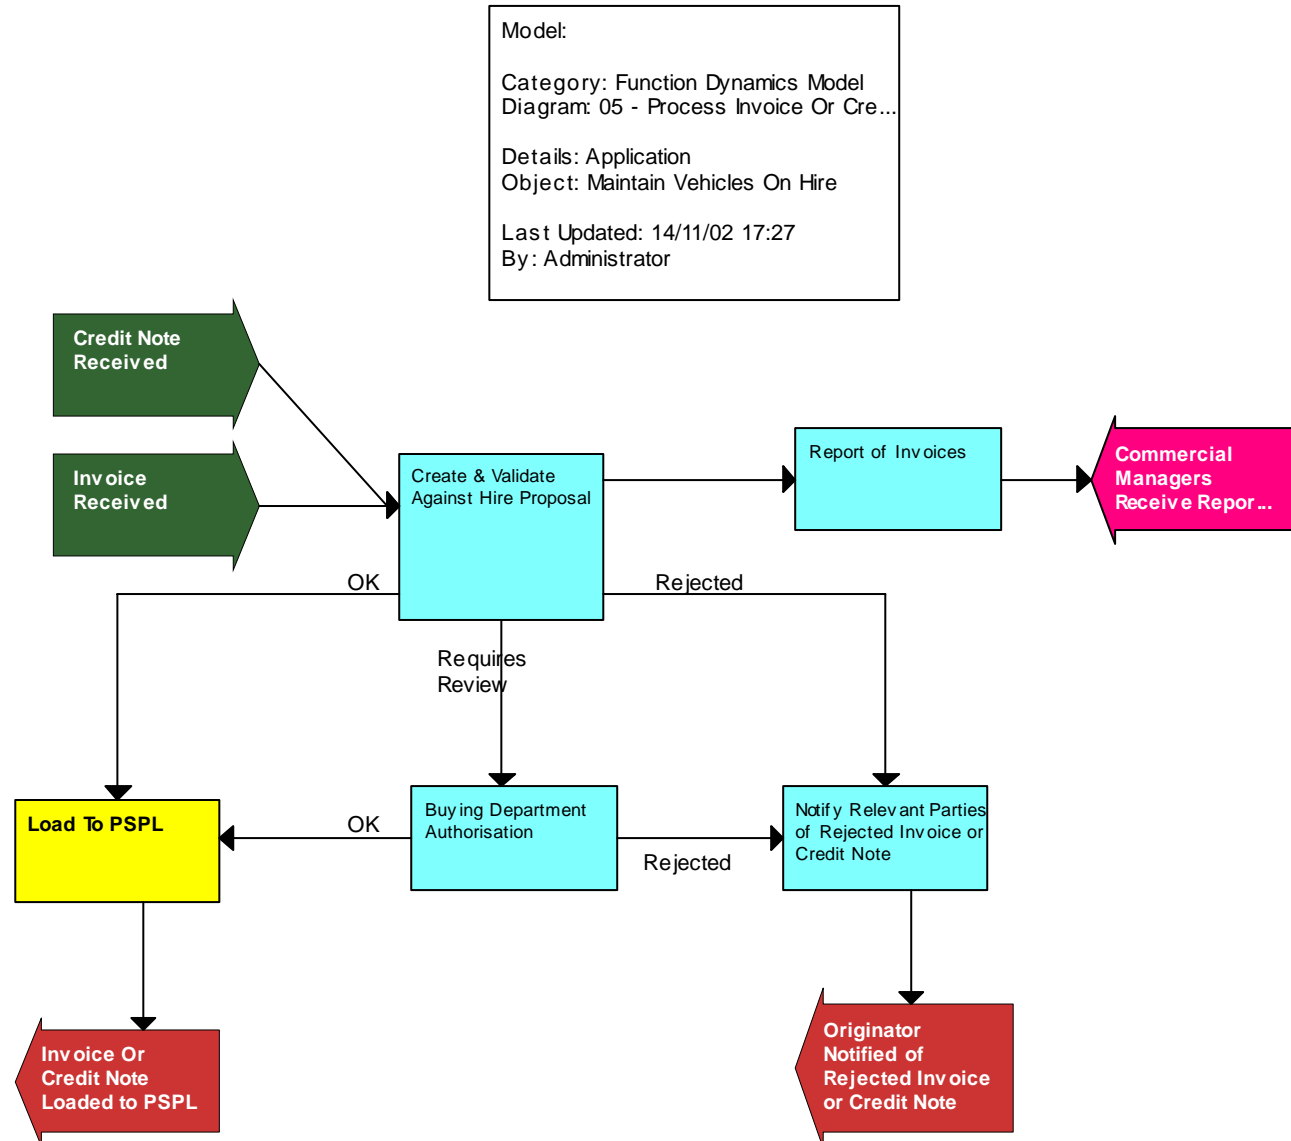 Model:
Category: Function Dynamics Model
Diagram: 05 - Process Invoice Or Cre...
Details: Application
Object: Maintain Vehicles On Hire
Last Updated: 14/11/02 17:27
By: Administrator
Credit Note
Received
Invoice
Received
Create & Validate
Against Hire Proposal
Report of Invoices
Commercial
Managers
Receive Repor...
OK
Rejected
Requires
Review
Load To PSPL
OK
Buying Department
Authorisation
Rejected
Notify Relevant Parties
of Rejected Invoice or
Credit Note
Invoice Or
Credit Note
Loaded to PSPL
Originator
Notified of
Rejected Invoice
or Credit Note